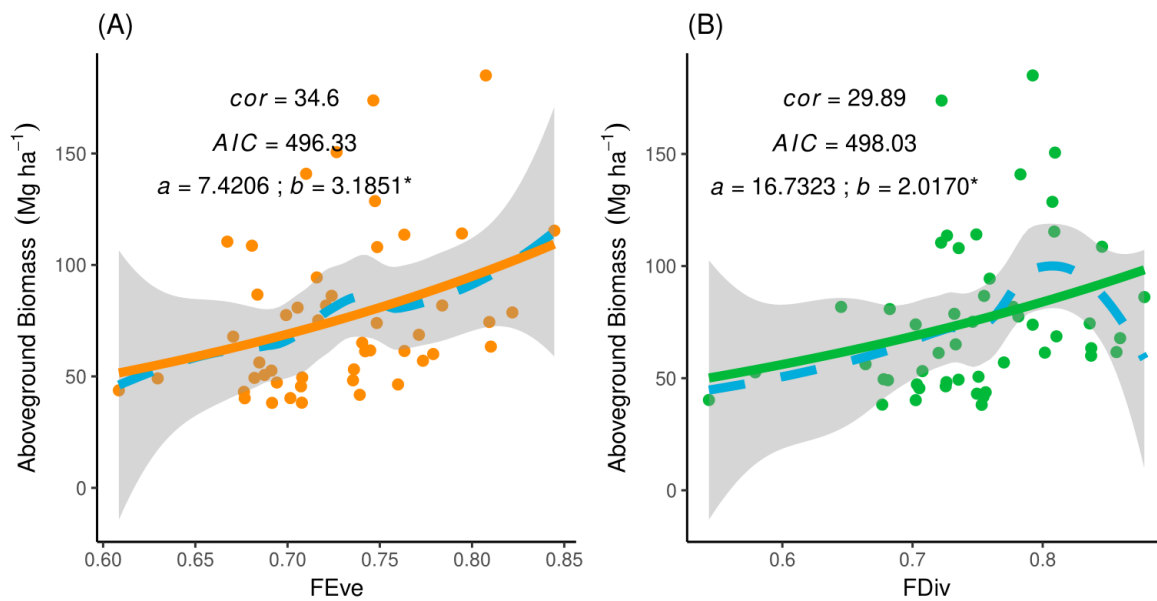 (A)
cor = 34.6
AIC = 496.33
a = 7.4206 ; b = 3.1851*
Aboveground Biomass (Mg ha⁻¹)
150
100
50
0
0.60 0.65 0.70 0.75 0.80 0.85
FEve
(B)
cor = 29.89
AIC = 498.03
a = 16.7323 ; b = 2.0170*
Aboveground Biomass (Mg ha⁻¹)
150
100
50
0
0.6 0.7 0.8
FDiv